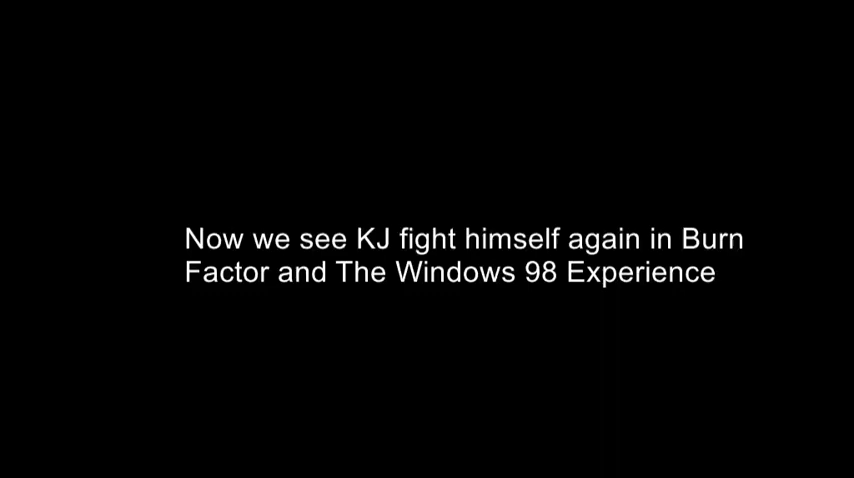 Now we see KJ fight himself again in Burn
Factor and The Windows 98 Experience